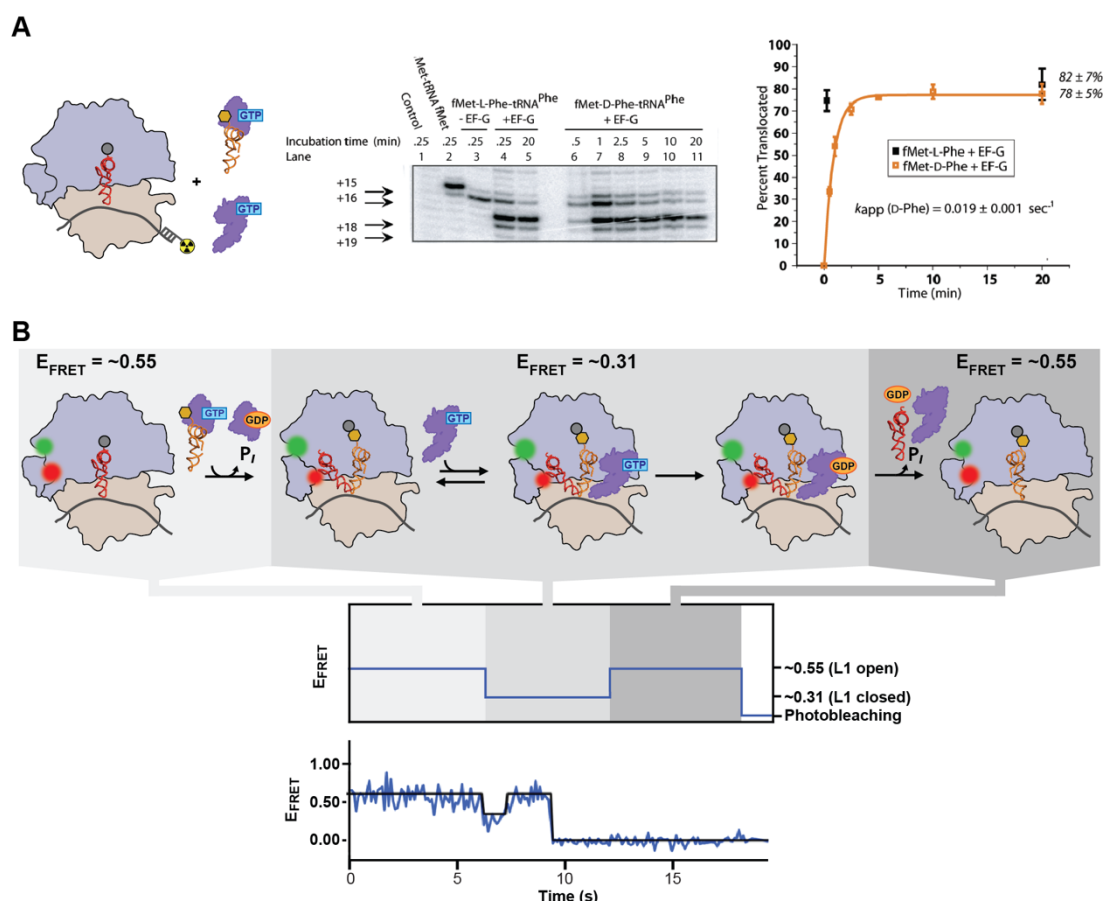 A
GTP
+
GTP
Control
.Met-tRNA fMet
fMet-L-Phe-tRNAPhe
- EF-G +EF-G
fMet-D-Phe-tRNAPhe
+ EF-G
Incubation time (min) .25 .25 .25 .25 20 .5 1 2.5 5 10 20
Lane 1 2 3 4 5 6 7 8 9 10 11
+15
+16
+18
+19
Percent Translocated
100
90
80
70
60
50
40
30
20
10
0
82 ± 7%
78 ± 5%
fMet-L-Phe + EF-G
fMet-D-Phe + EF-G
kapp (D-Phe) = 0.019 ± 0.001 sec-1
0 5 10 15 20
Time (min)
B
EFRET = ~0.55
EFRET = ~0.31
EFRET = ~0.55
GTP
GDP
PI
GTP
GTP
GDP
GDP
PI
EFRET
~0.55 (L1 open)
~0.31 (L1 closed)
Photobleaching
EFRET
1.00
0.50
0.00
0 5 10 15
Time (s)